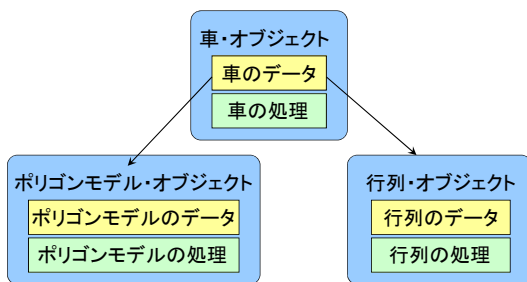 車・オブジェクト
車のデータ
車の処理
ポリゴンモデル・オブジェクト
ポリゴンモデルのデータ
ポリゴンモデルの処理
行列・オブジェクト
行列のデータ
行列の処理